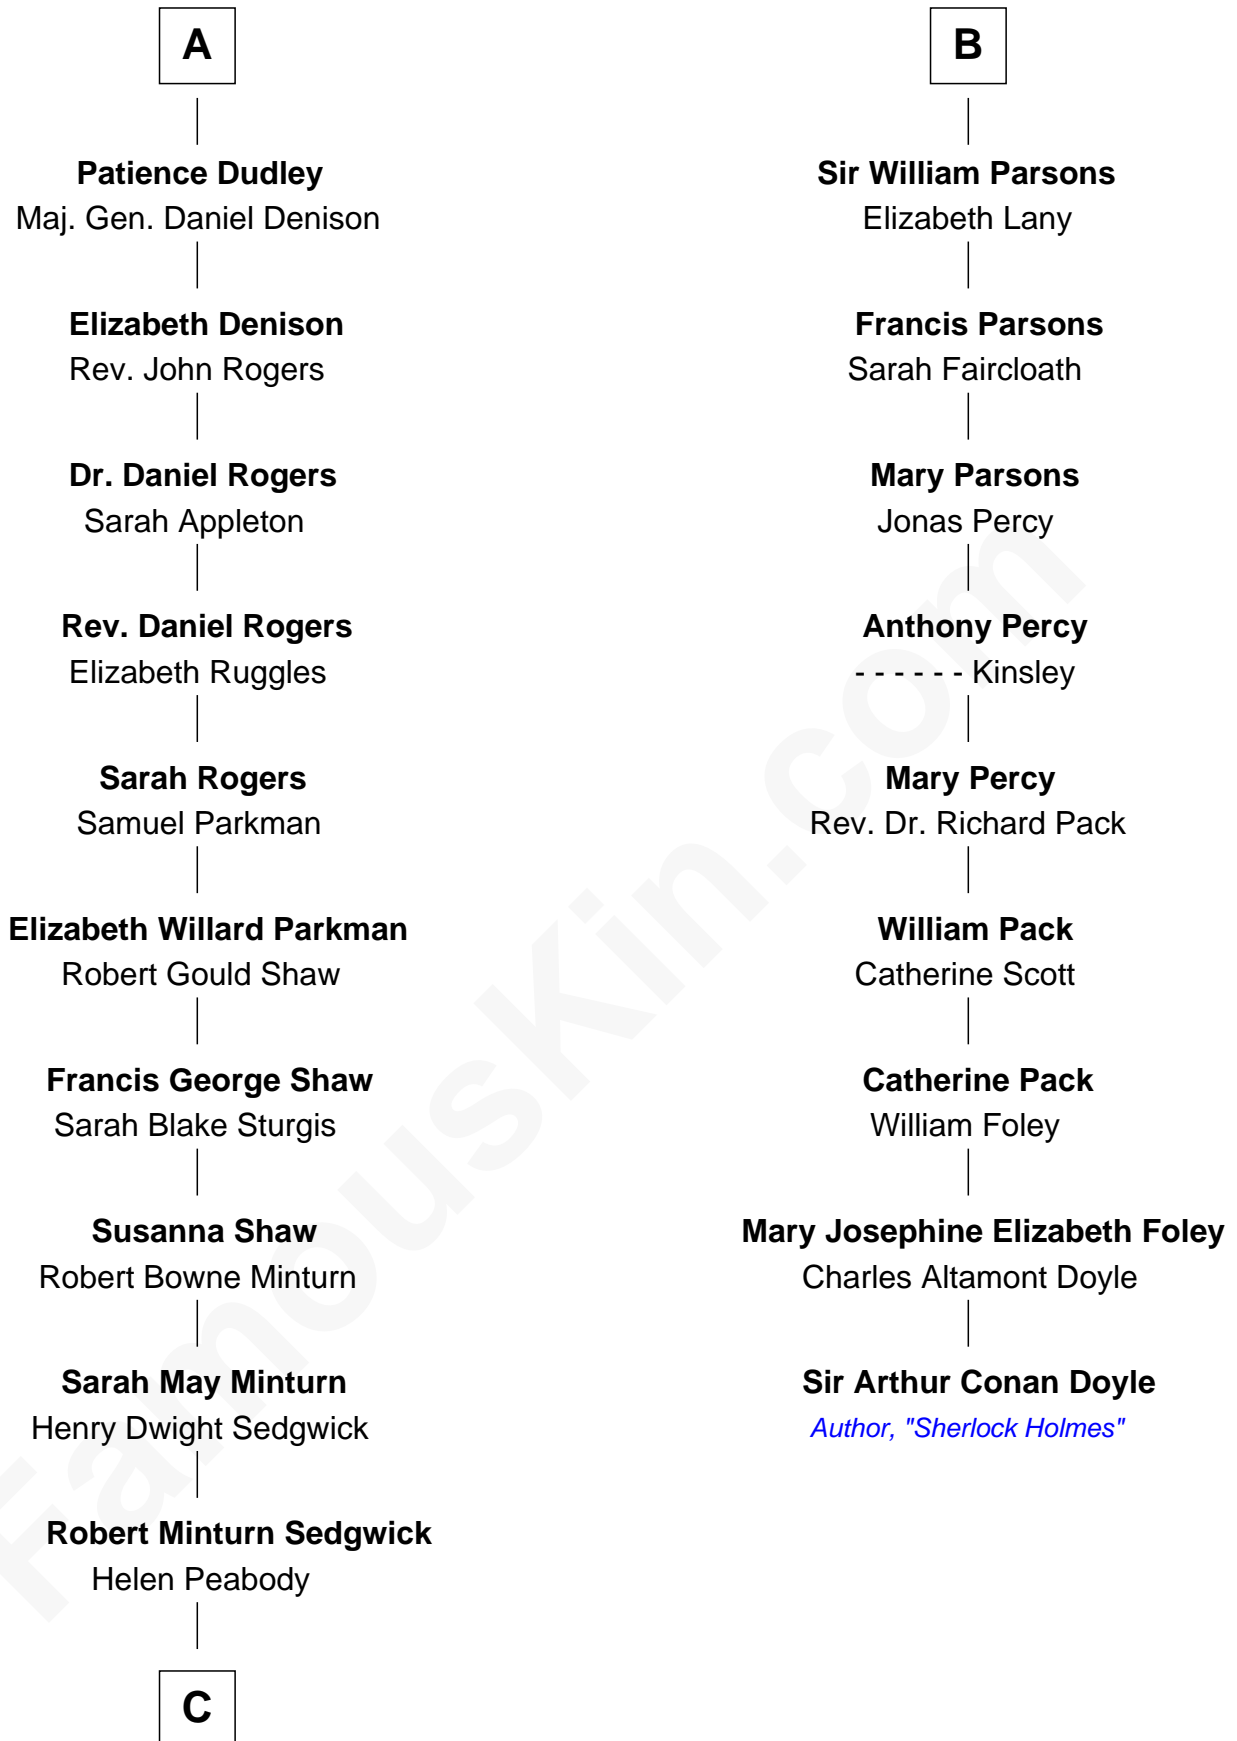 A
Patience Dudley
Maj. Gen. Daniel Denison
Elizabeth Denison
Rev. John Rogers
Dr. Daniel Rogers
Sarah Appleton
Rev. Daniel Rogers
Elizabeth Ruggles
Sarah Rogers
Samuel Parkman
Elizabeth Willard Parkman
Robert Gould Shaw
Francis George Shaw
Sarah Blake Sturgis
Susanna Shaw
Robert Bowne Minturn
Sarah May Minturn
Henry Dwight Sedgwick
Robert Minturn Sedgwick
Helen Peabody
C
B
Sir William Parsons
Elizabeth Lany
Francis Parsons
Sarah Faircloath
Mary Parsons
Jonas Percy
Anthony Percy
- - - - - - Kinsley
Mary Percy
Rev. Dr. Richard Pack
William Pack
Catherine Scott
Catherine Pack
William Foley
Mary Josephine Elizabeth Foley
Charles Altamont Doyle
Sir Arthur Conan Doyle
Author, "Sherlock Holmes"
FamousKin.com